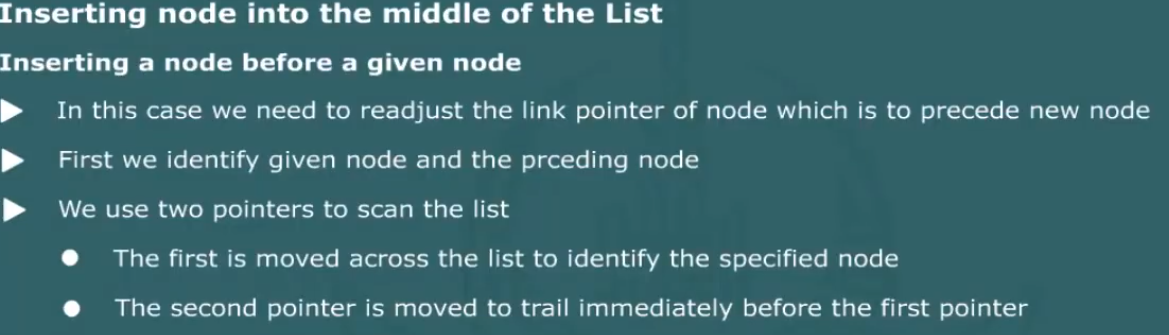 Inserting node into the middle of the List
Inserting a node before a given node
In this case we need to readjust the link pointer of node which is to precede new node
First we identify given node and the prceding node
We use two pointers to scan the list
The first is moved across the list to identify the specified node
The second pointer is moved to trail immediately before the first pointer